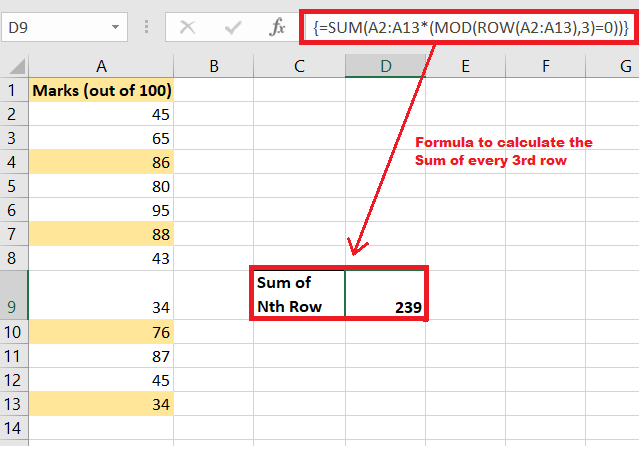 D9 fx {=SUM(A2:A13*(MOD(ROW(A2:A13),3)=0))}
A B C D E F G
1 Marks (out of 100)
2 45
3 65
Formula to calculate the
4 86
Sum of every 3rd row
5 80
6 95
7 88
8 43
Sum of
9 34 Nth Row 239
10 76
11 87
12 45
13 34
14